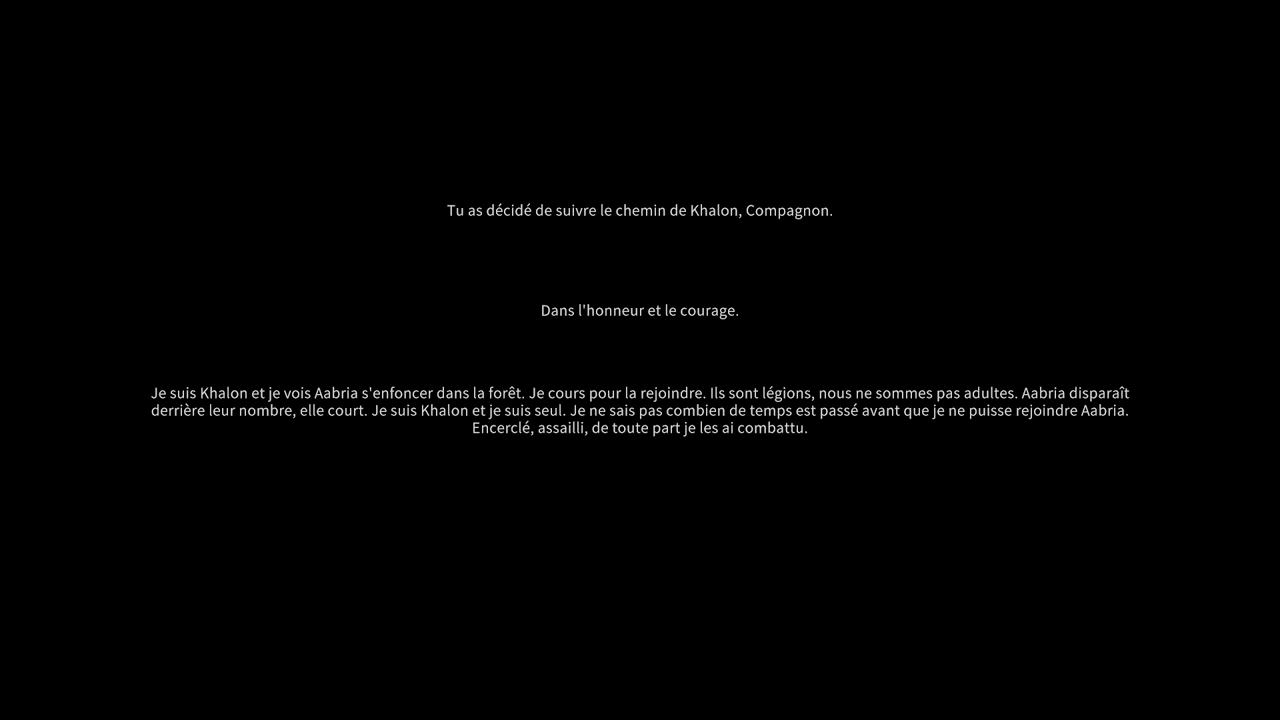 Tu as décidé de suivre le chemin de Khalon, Compagnon.
Dans l'honneur et le courage.
Je suis Khalon et je vois Aabria s'enfoncer dans la forêt. Je cours pour la rejoindre. Ils sont légions, nous ne sommes pas adultes. Aabria disparaît
derrière leur nombre, elle court. Je suis Khalon et je suis seul. Je ne sais pas combien de temps est passé avant que je ne puisse rejoindre Aabria.
Encerclé, assailli, de toute part je les ai combattu.